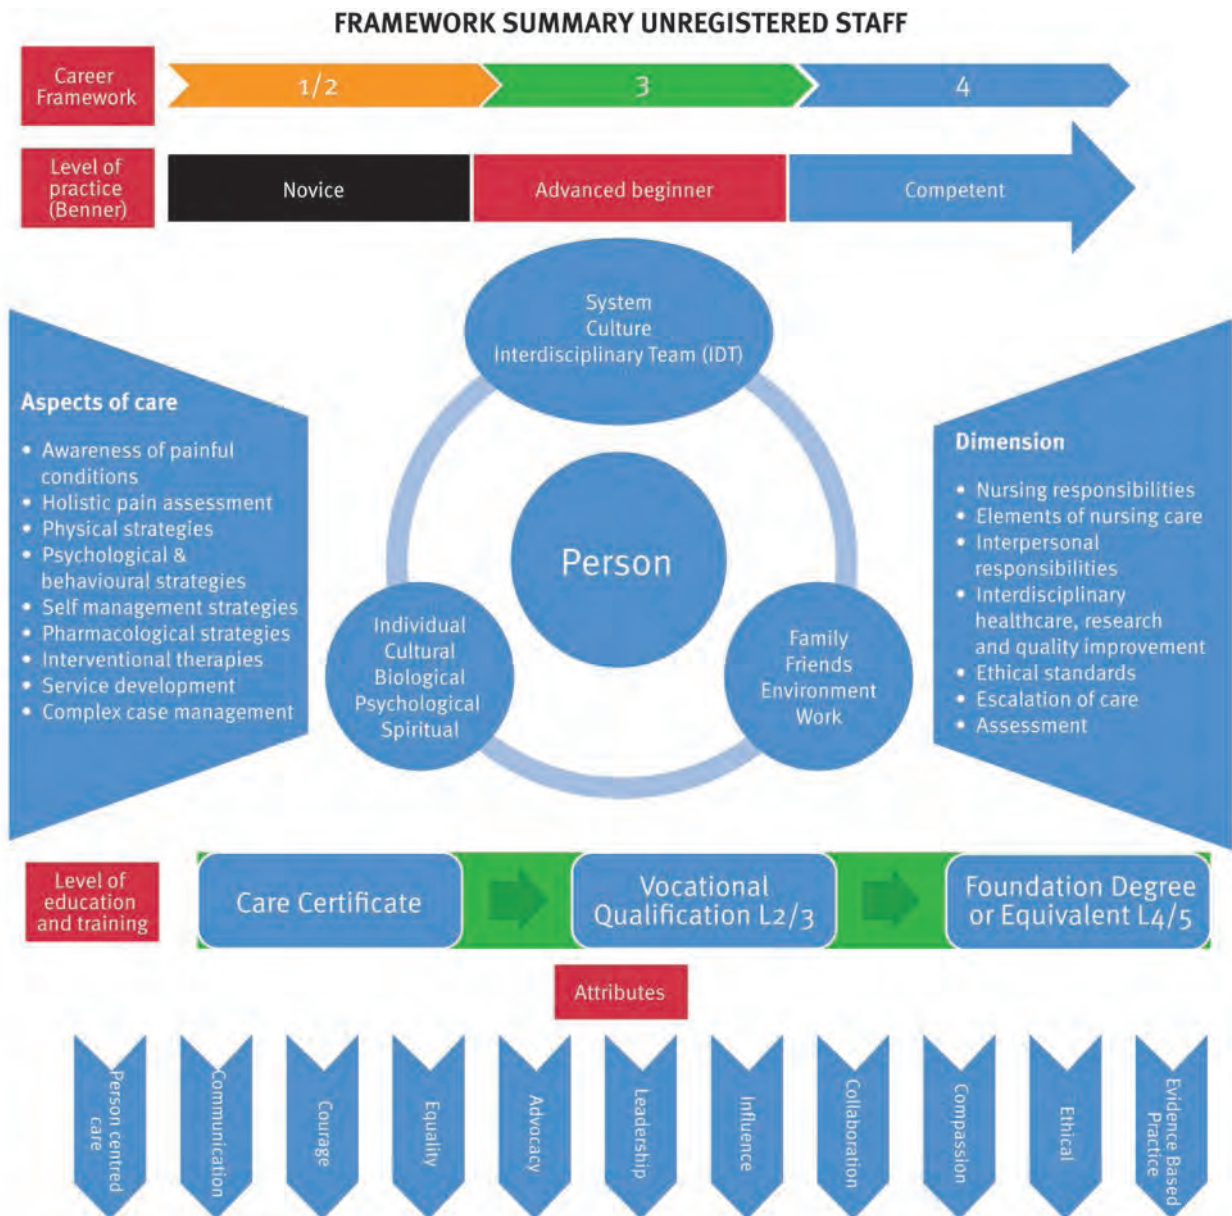 FRAMEWORK SUMMARY UNREGISTERED STAFF
Career
Framework
1/2
3
4
Level of
practice
(Benner)
Novice
Advanced beginner
Competent
System
Culture
Interdisciplinary Team (IDT)
Aspects of care
• Awareness of painful
conditions
• Holistic pain assessment
• Physical strategies
• Psychological &
behavioural strategies
• Self management strategies
• Pharmacological strategies
• Interventional therapies
• Service development
• Complex case management
Person
Individual
Cultural
Biological
Psychological
Spiritual
Family
Friends
Environment
Work
Dimension
• Nursing responsibilities
• Elements of nursing care
• Interpersonal
responsibilities
• Interdisciplinary
healthcare, research
and quality improvement
• Ethical standards
• Escalation of care
• Assessment
Level of
education
and training
Care Certificate
Vocational
Qualification L2/3
Foundation Degree
or Equivalent L4/5
Attributes
Person centred
care
Communication
Courage
Equality
Advocacy
Leadership
Influence
Collaboration
Compassion
Ethical
Evidence Based
Practice